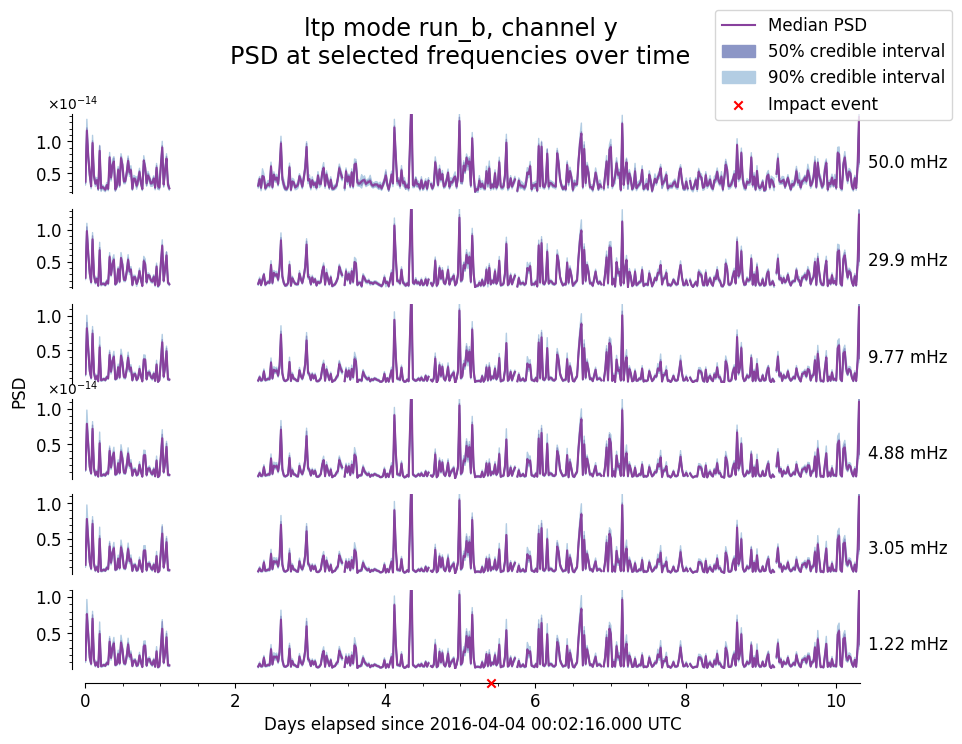 ltp mode run_b, channel y
PSD at selected frequencies over time
Median PSD
50% credible interval
90% credible interval
Impact event
×10⁻¹⁴
1.0
0.5
50.0 mHz
1.0
0.5
29.9 mHz
1.0
0.5
9.77 mHz
×10⁻¹⁴
1.0
0.5
4.88 mHz
1.0
0.5
3.05 mHz
1.0
0.5
1.22 mHz
PSD
0 2 4 6 8 10
Days elapsed since 2016-04-04 00:02:16.000 UTC